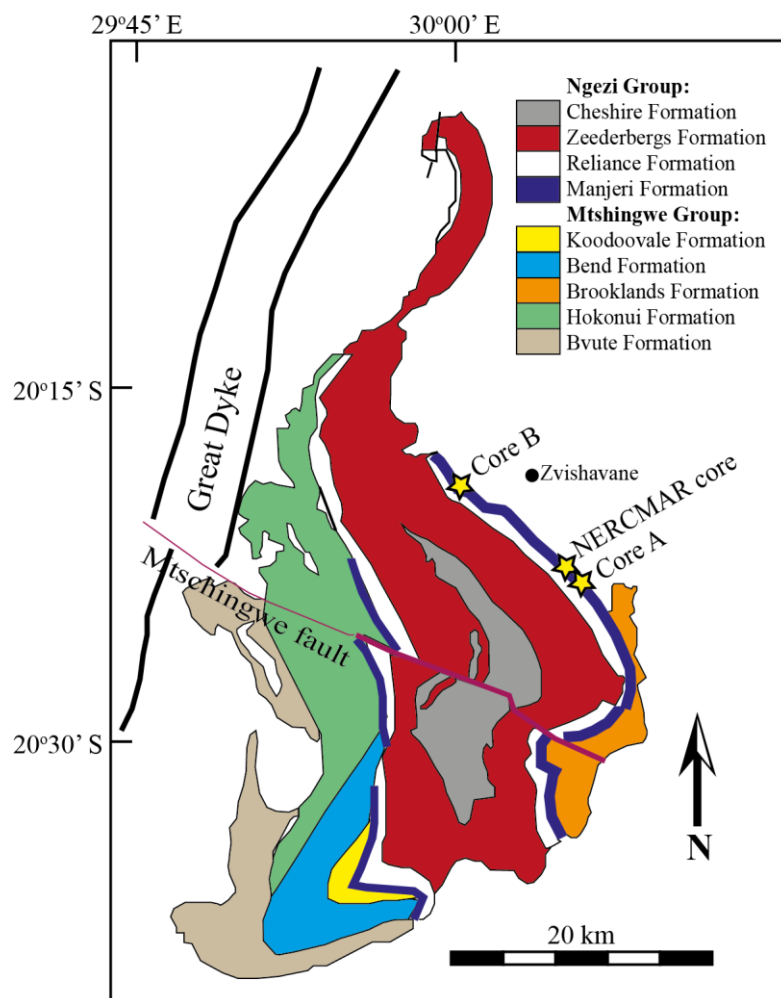 29°45' E
30°00' E
Ngezi Group:
Cheshire Formation
Zeederbergs Formation
Reliance Formation
Manjeri Formation
Mtshingwe Group:
Koodoovale Formation
Bend Formation
Brooklands Formation
Hokonui Formation
Bvute Formation
20°15' S
Great Dyke
Core B
Zvishavane
NERCMAR core
Core A
Mtschingwe fault
20°30' S
N
20 km